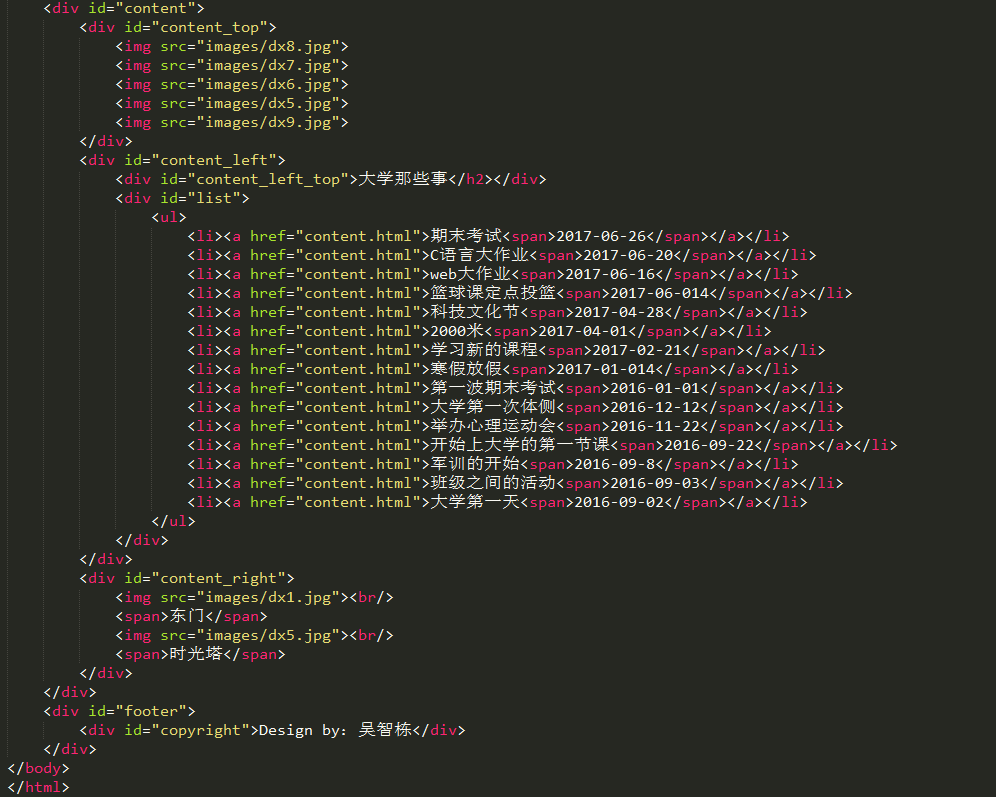 <div id="content">
<div id="content_top">
<img src="images/dx8.jpg">
<img src="images/dx7.jpg">
<img src="images/dx6.jpg">
<img src="images/dx5.jpg">
<img src="images/dx9.jpg">
</div>
<div id="content_left">
<div id="content_left_top">大学那些事</h2></div>
<div id="list">
<ul>
<li><a href="content.html">期末考试<span>2017-06-26</span></a></li>
<li><a href="content.html">C语言大作业<span>2017-06-20</span></a></li>
<li><a href="content.html">web大作业<span>2017-06-16</span></a></li>
<li><a href="content.html">篮球课定点投篮<span>2017-06-014</span></a></li>
<li><a href="content.html">科技文化节<span>2017-04-28</span></a></li>
<li><a href="content.html">2000米<span>2017-04-01</span></a></li>
<li><a href="content.html">学习新的课程<span>2017-02-21</span></a></li>
<li><a href="content.html">寒假放假<span>2017-01-014</span></a></li>
<li><a href="content.html">第一波期末考试<span>2016-01-01</span></a></li>
<li><a href="content.html">大学第一次体侧<span>2016-12-12</span></a></li>
<li><a href="content.html">举办心理运动会<span>2016-11-22</span></a></li>
<li><a href="content.html">开始上大学的第一节课<span>2016-09-22</span></a></li>
<li><a href="content.html">军训的开始<span>2016-09-8</span></a></li>
<li><a href="content.html">班级之间的活动<span>2016-09-03</span></a></li>
<li><a href="content.html">大学第一天<span>2016-09-02</span></a></li>
</ul>
</div>
</div>
<div id="content_right">
<img src="images/dx1.jpg"><br/>
<span>东门</span>
<img src="images/dx5.jpg"><br/>
<span>时光塔</span>
</div>
</div>
<div id="footer">
<div id="copyright">Design by: 吴智栋</div>
</div>
</body>
</html>